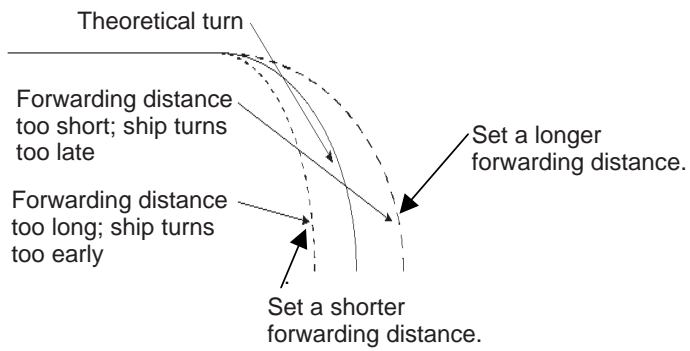 Theoretical turn
Forwarding distance
too short; ship turns
too late
Set a longer
forwarding distance.
Forwarding distance
too long; ship turns
too early
Set a shorter
forwarding distance.